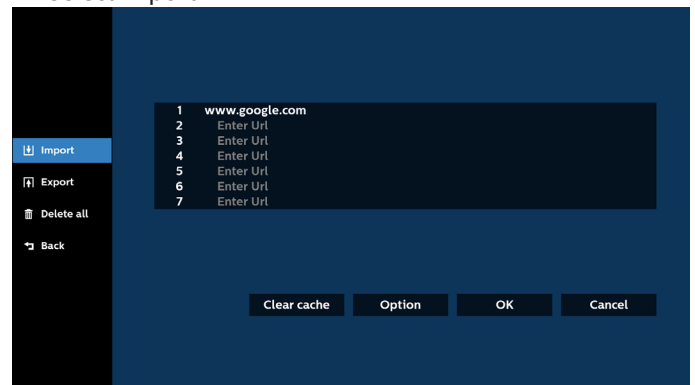 1 www.google.com
2 Enter Url
3 Enter Url
4 Enter Url
5 Enter Url
6 Enter Url
7 Enter Url
Import
Export
Delete all
Back
Clear cache Option OK Cancel